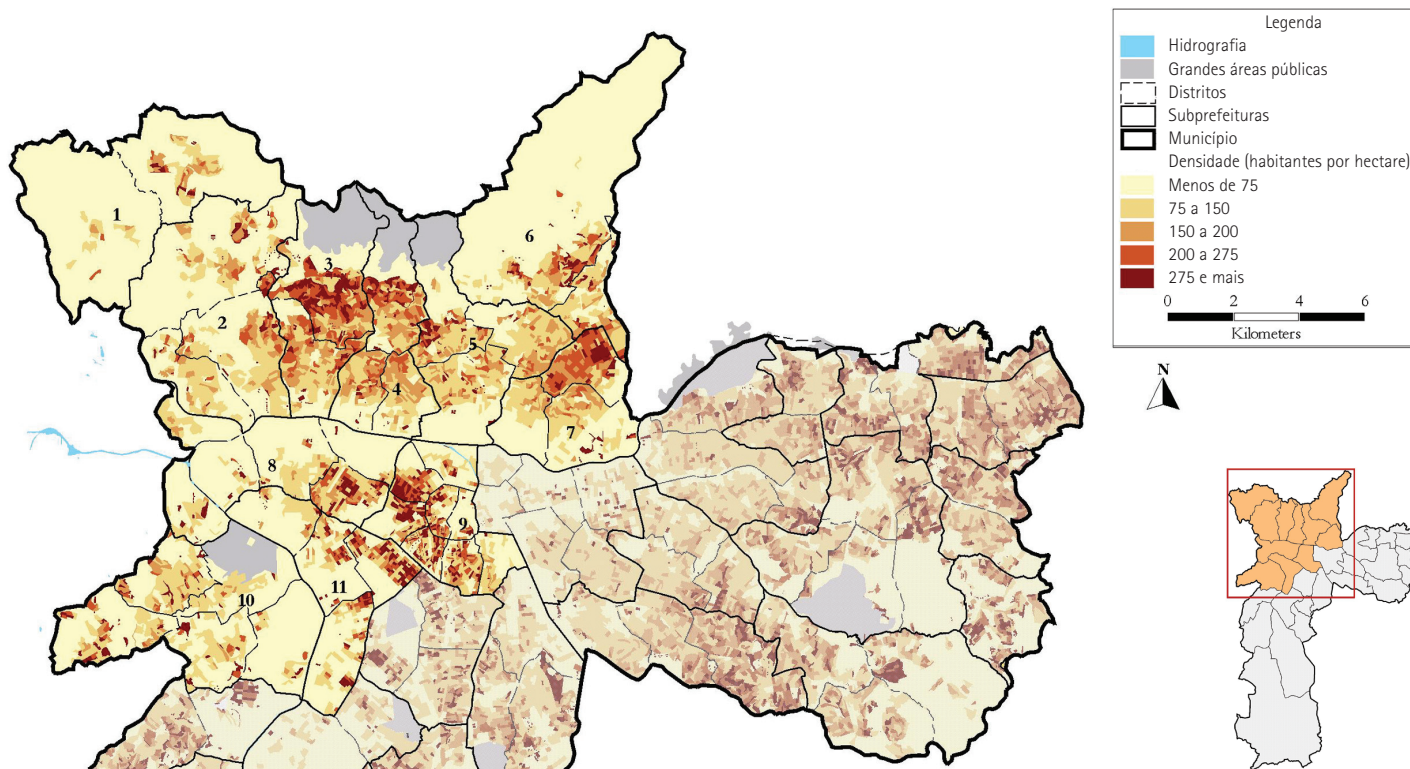 Legenda
Hidrografia
Grandes áreas públicas
Distritos
Subprefeituras
Município
Densidade (habitantes por hectare)
Menos de 75
75 a 150
150 a 200
200 a 275
275 e mais
0 2 4 6
Kilometers
N
1
6
3
2
5
4
7
8
9
11
10